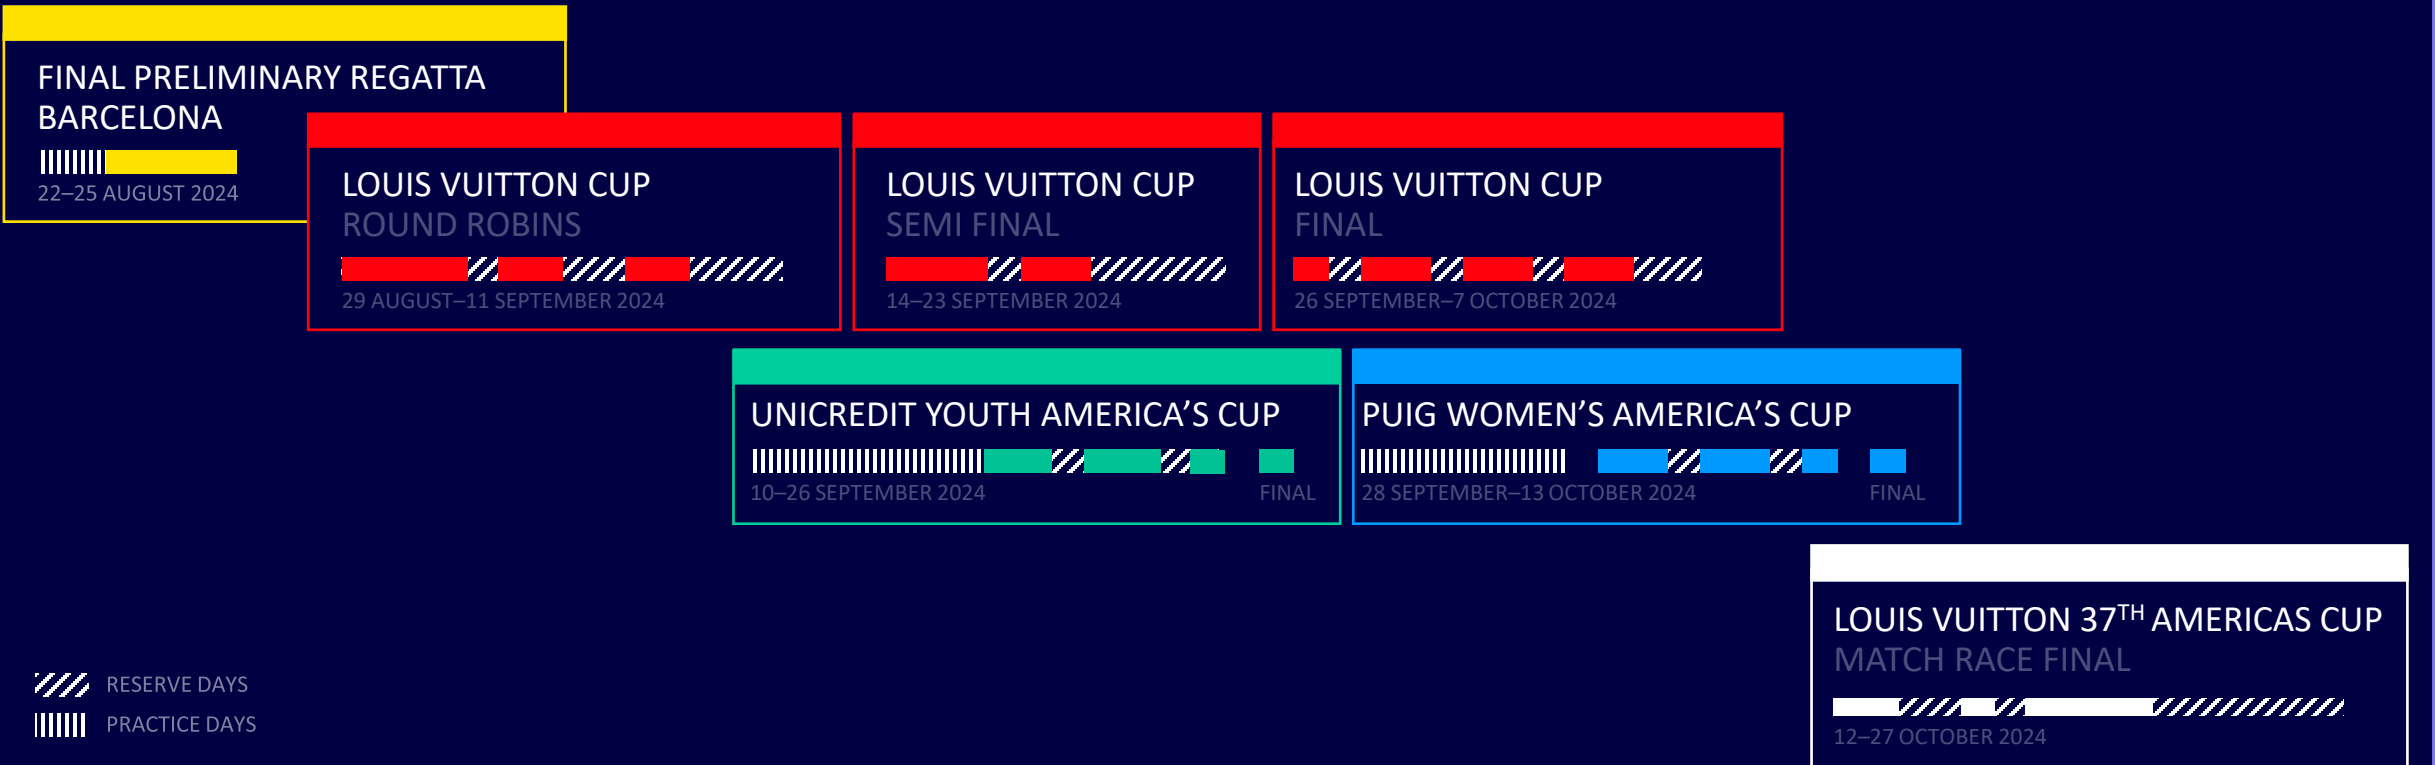 FINAL PRELIMINARY REGATTA
BARCELONA
22–25 AUGUST 2024
LOUIS VUITTON CUP
ROUND ROBINS
29 AUGUST–11 SEPTEMBER 2024
LOUIS VUITTON CUP
SEMI FINAL
14–23 SEPTEMBER 2024
LOUIS VUITTON CUP
FINAL
26 SEPTEMBER–7 OCTOBER 2024
UNICREDIT YOUTH AMERICA’S CUP
10–26 SEPTEMBER 2024
FINAL
PUIG WOMEN’S AMERICA’S CUP
28 SEPTEMBER–13 OCTOBER 2024
FINAL
LOUIS VUITTON 37TH AMERICAS CUP
MATCH RACE FINAL
12–27 OCTOBER 2024
RESERVE DAYS
PRACTICE DAYS